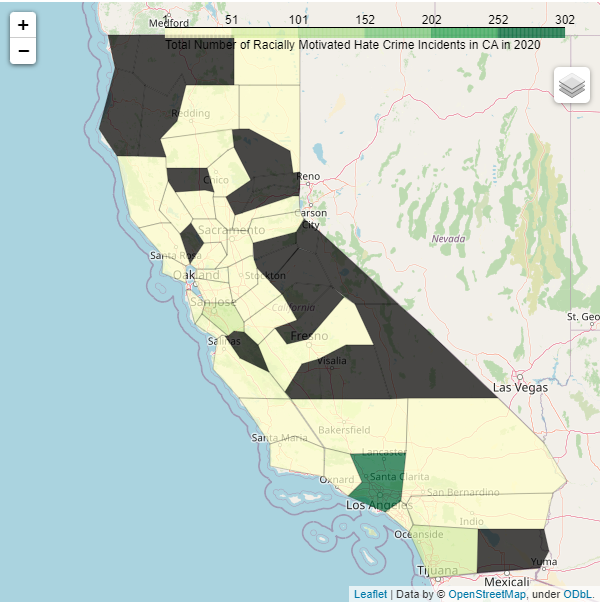 +
−
Medford
1 51 101 152 202 252 302
Total Number of Racially Motivated Hate Crime Incidents in CA in 2020
Redding
Chico
Reno
Carson
City
Sacramento
Nevada
Santa Rosa
Oakland
Stockton
San Jose
California
St. Geo
Salinas
Fresno
Visalia
Las Vegas
Bakersfield
Santa Maria
Lancaster
Oxnard
Santa Clarita
San Bernardino
Los Angeles
Indio
Oceanside
Yuma
Tijuana
Mexicali
Leaflet | Data by © OpenStreetMap, under ODbL.